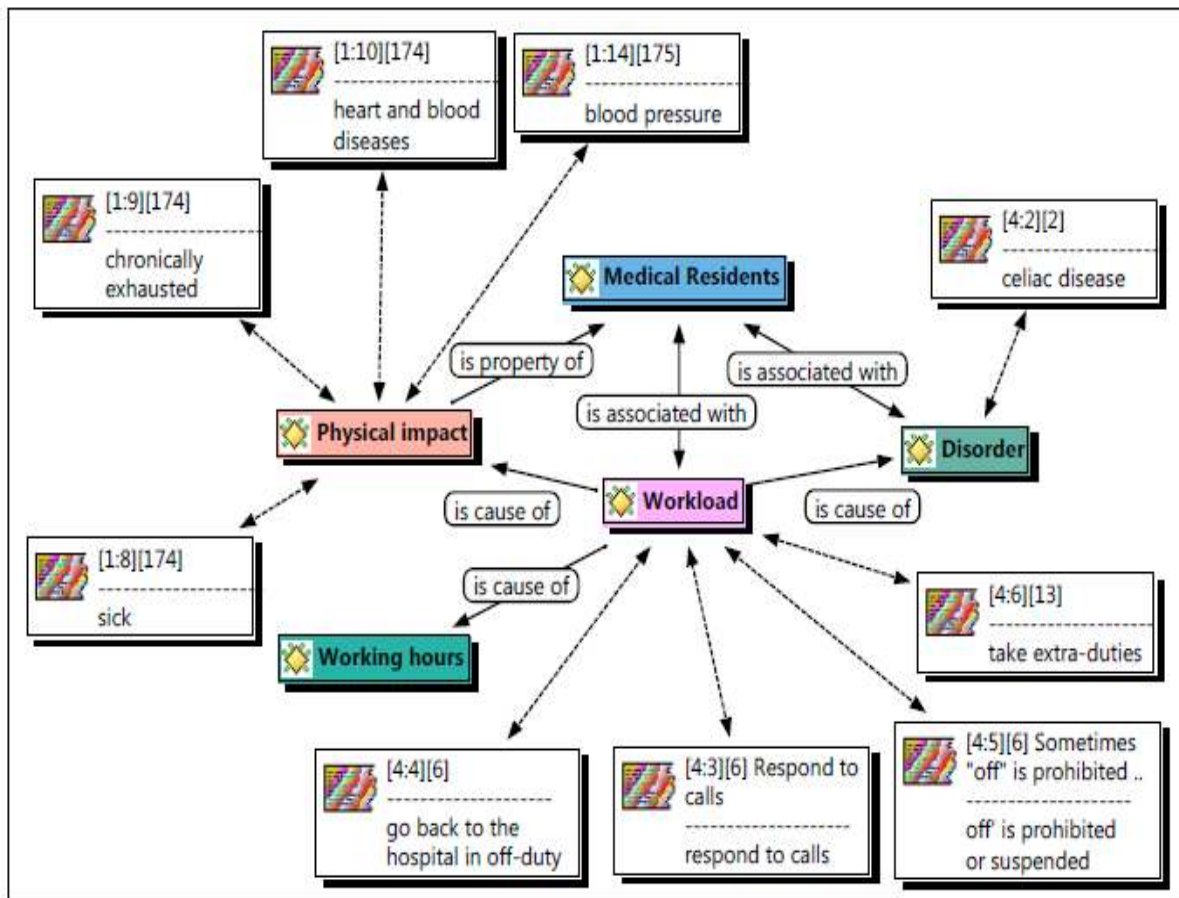 [1:10][174]
heart and blood
diseases
[1:14][175]
blood pressure
[1:9][174]
chronically
exhausted
[4:2][2]
celiac disease
Medical Residents
is property of
is associated with
is associated with
Physical impact
Disorder
Workload
is cause of
is cause of
[1:8][174]
sick
is cause of
Working hours
[4:6][13]
take extra-duties
[4:4][6]
go back to the
hospital in off-duty
[4:3][6] Respond to
calls
respond to calls
[4:5][6] Sometimes
"off" is prohibited ..
off' is prohibited
or suspended